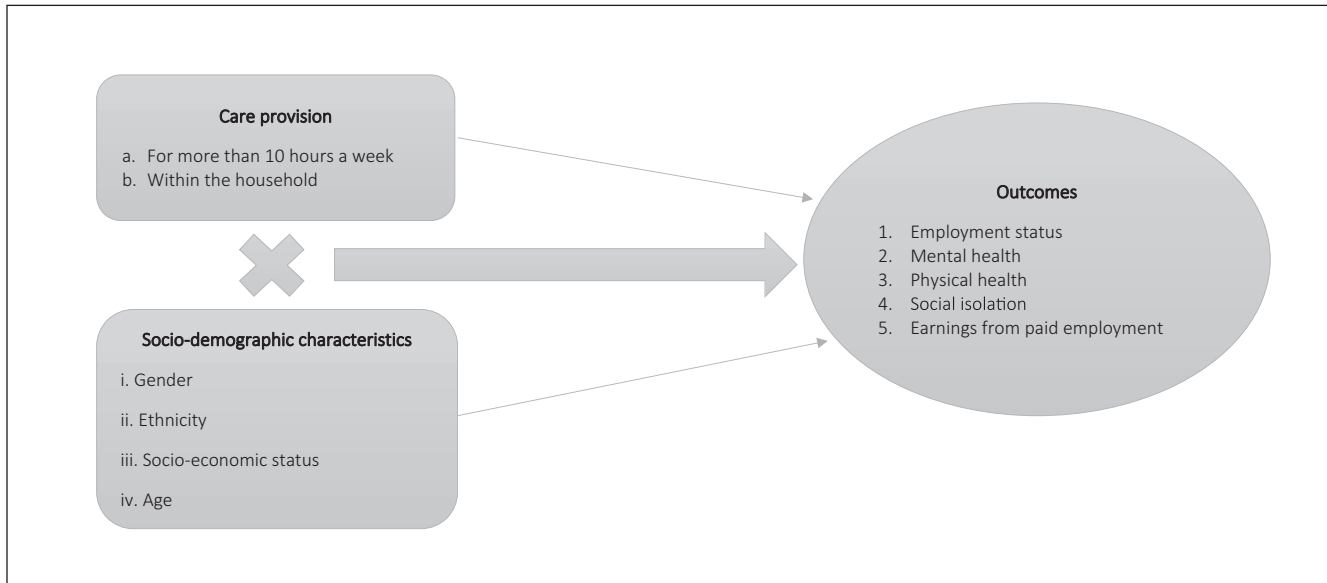 Care provision
a. For more than 10 hours a week
b. Within the household
Socio-demographic characteristics
i. Gender
ii. Ethnicity
iii. Socio-economic status
iv. Age
Outcomes
1. Employment status
2. Mental health
3. Physical health
4. Social isolation
5. Earnings from paid employment